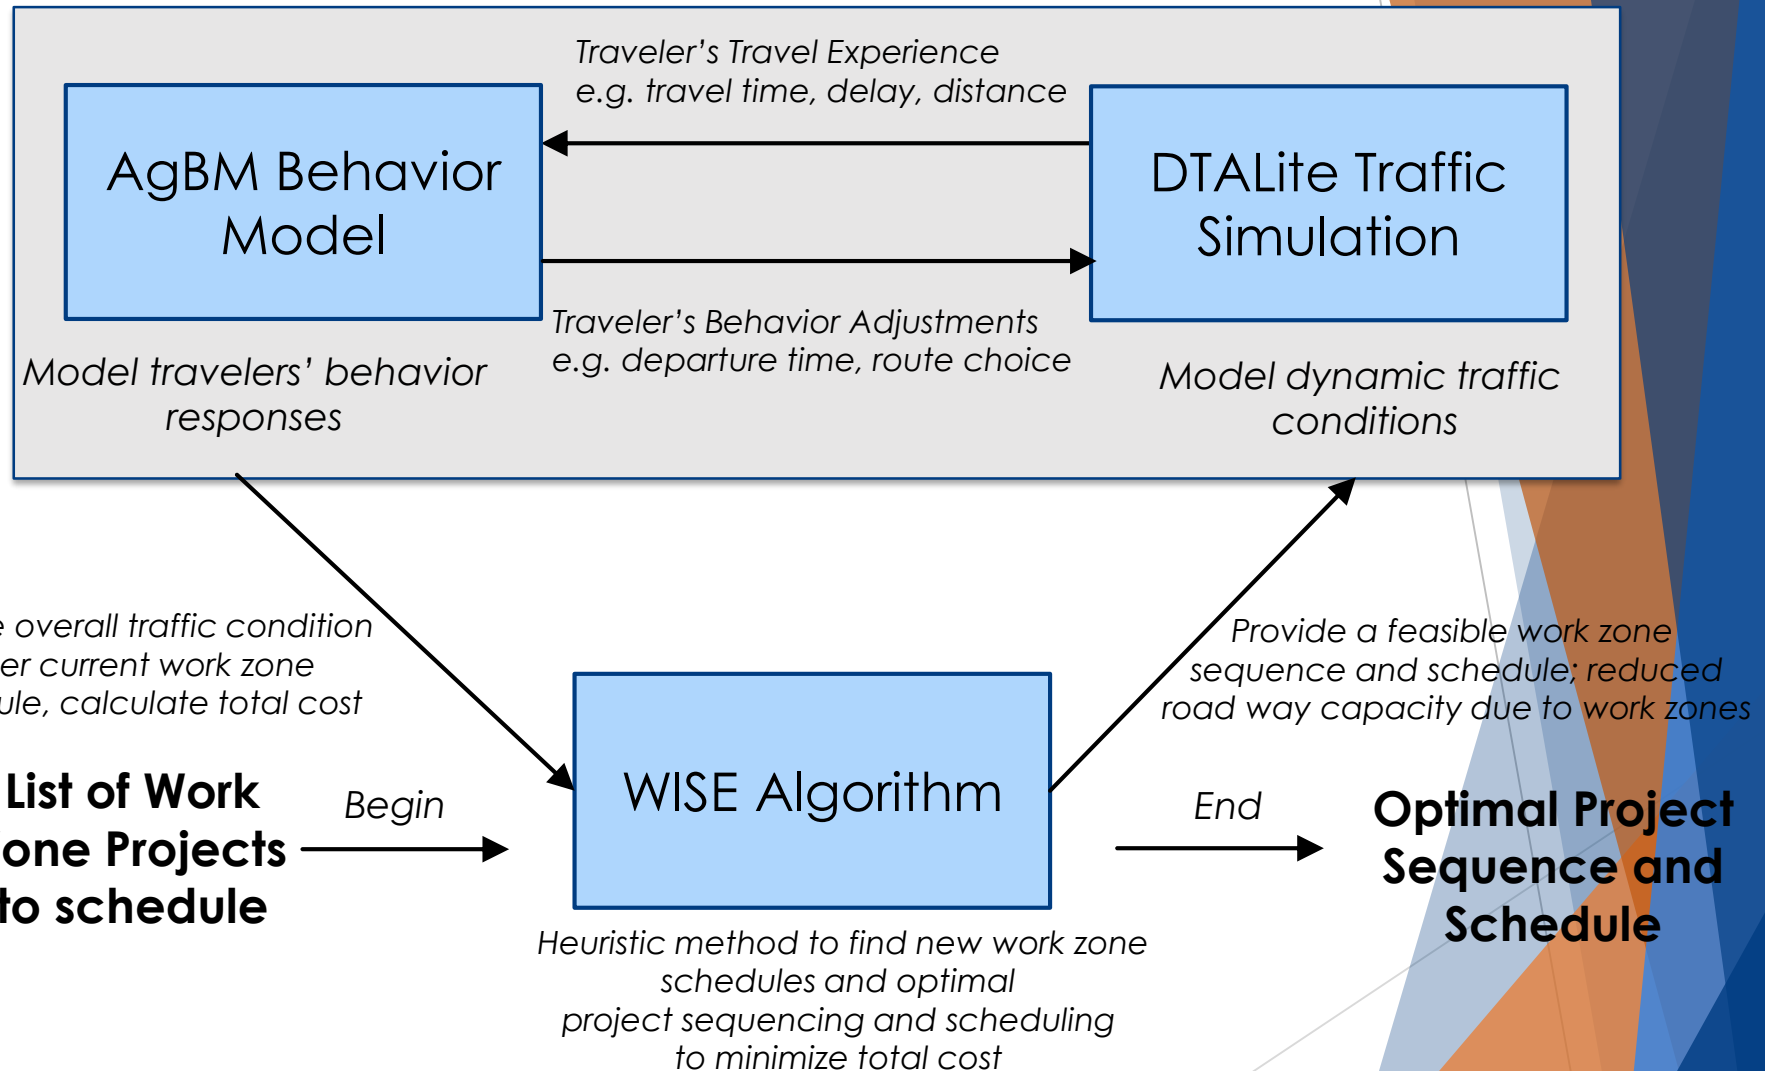 Traveler’s Travel Experience
e.g. travel time, delay, distance
AgBM Behavior
Model
DTALite Traffic
Simulation
Traveler’s Behavior Adjustments
e.g. departure time, route choice
Model travelers’ behavior
responses
Model dynamic traffic
conditions
overall traffic condition
current work zone
calculate total cost
Provide a feasible work zone
sequence and schedule; reduced
road way capacity due to work zones
List of Work
Projects
to schedule
Begin
WISE Algorithm
End
Optimal Project
Sequence and
Schedule
Heuristic method to find new work zone
schedules and optimal
project sequencing and scheduling
to minimize total cost